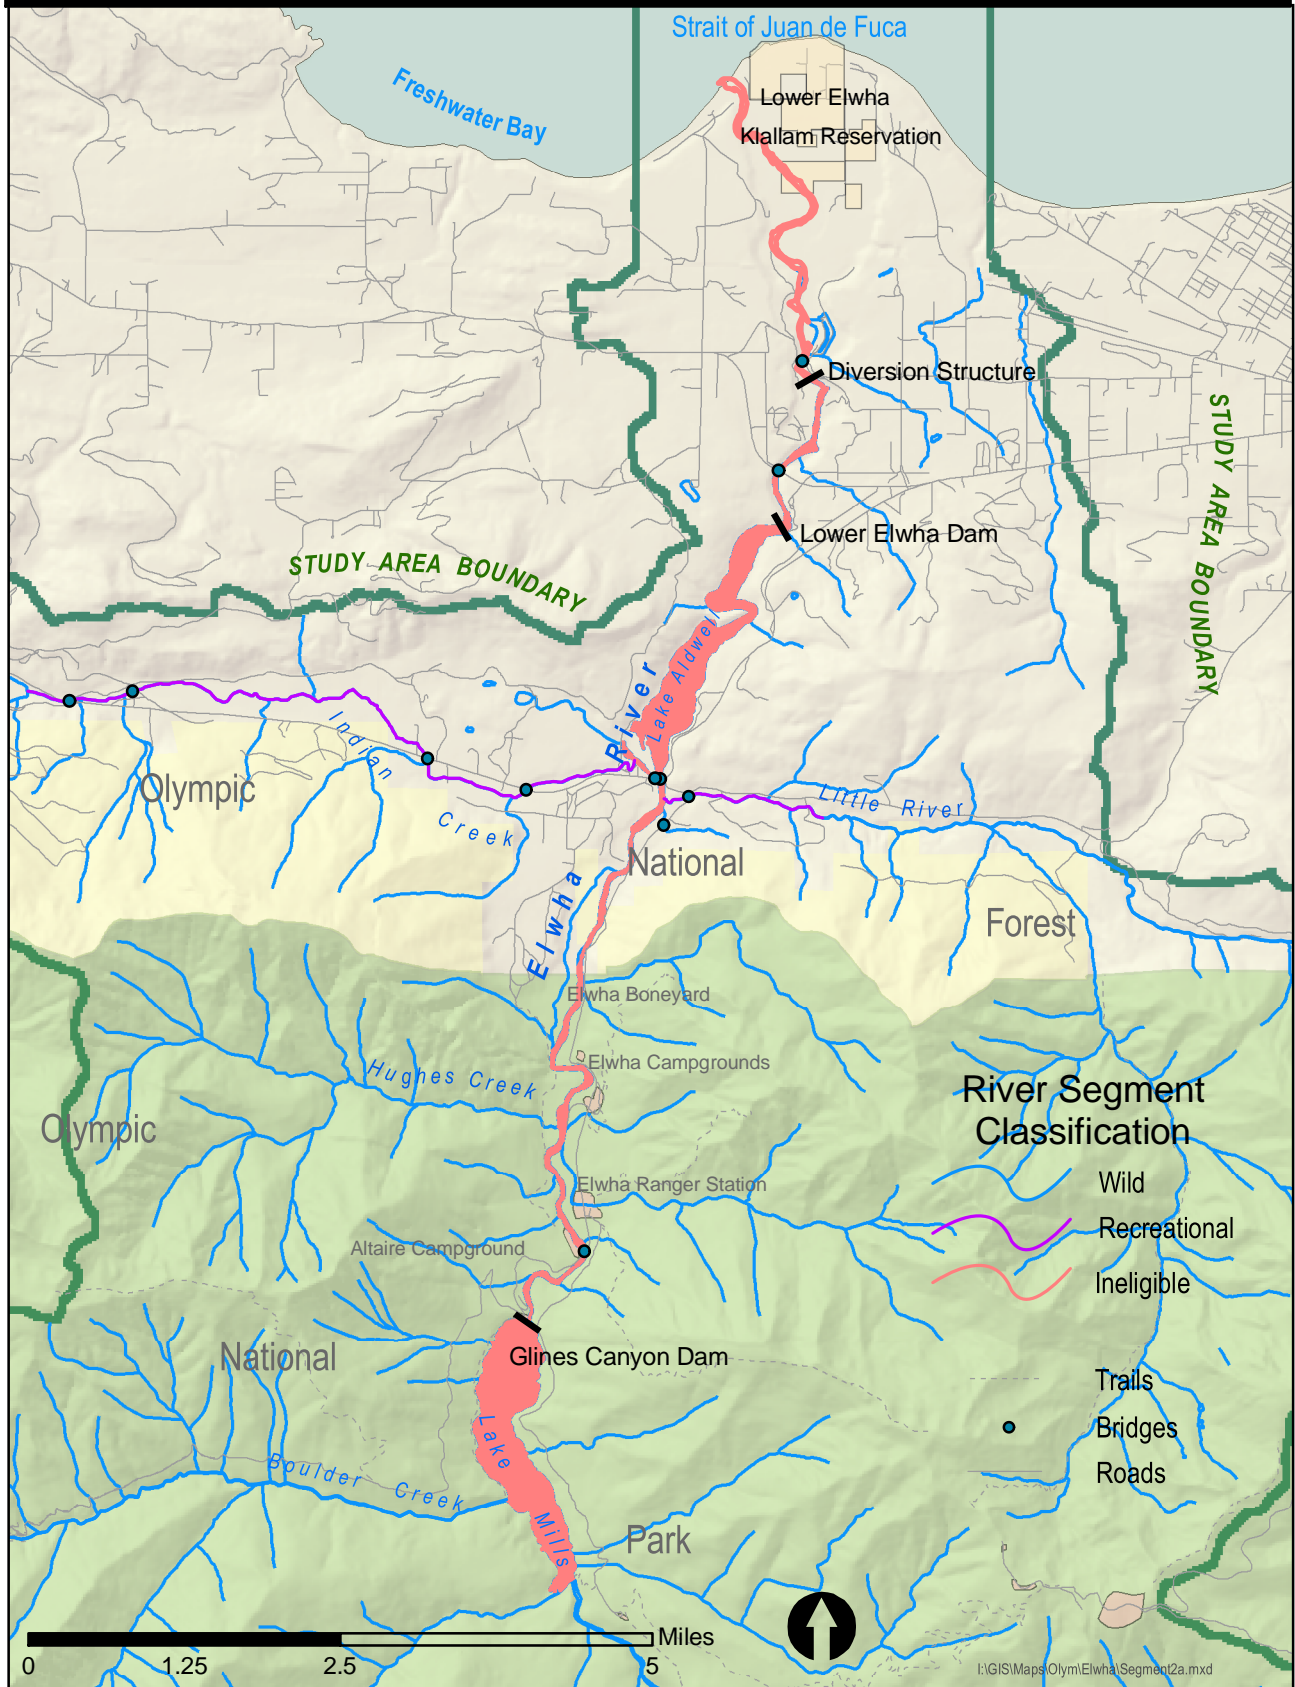 Strait of Juan de Fuca
Freshwater Bay
Lower Elwha
Klallam Reservation
Diversion Structure
STUDY AREA BOUNDARY
Lower Elwha Dam
STUDY AREA BOUNDARY
Lake Aldwell
River
Indian
Creek
Olympic
Little River
National
Elwha
Forest
Elwha Boneyard
Elwha Campgrounds
Hughes Creek
River Segment
Classification
Olympic
Wild
Elwha Ranger Station
Recreational
Altaire Campground
Ineligible
National
Glines Canyon Dam
Trails
Bridges
Lake
Mills
Boulder Creek
Roads
Park
Miles
0 1.25 2.5 5
I:\GIS\Maps\Olym\Elwha\Segment2a.mxd